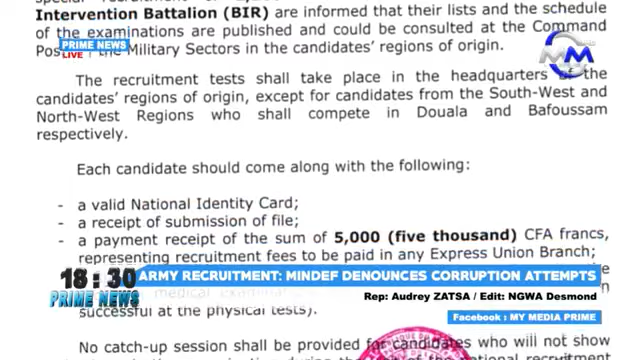 Intervention Battalion (BIR) are informed that their lists and the schedule
of the examinations are published and could be consulted at the Command
Pos the Military Sectors in the candidates' regions of origin.
PRIME NEWS
LIVE
M
The recruitment tests shall take place in the headquarters of the
candidates' regions of origin, except for candidates from the South-West and
North-West Regions who shall compete in Douala and Bafoussam
respectively.
Each candidate should come along with the following:
- a valid National Identity Card;
- a receipt of submission of file;
- a payment receipt of the sum of 5,000 (five thousand) CFA francs,
representing recruitment fees to be paid in any Express Union Branch;
18:30
PRIME NEWS
ARMY RECRUITMENT: MINDEF DENOUNCES CORRUPTION ATTEMPTS
Rep: Audrey ZATSA / Edit: NGWA Desmond
successful at the physical tests).
Facebook : MY MEDIA PRIME
No catch-up session shall be provided for candidates who will not show